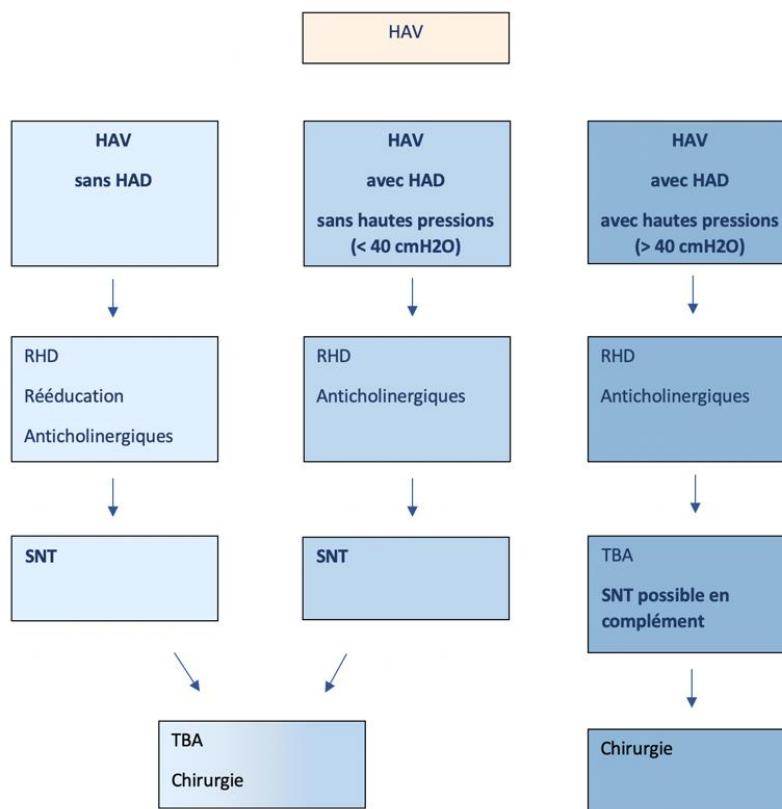 HAV
HAV
sans HAD
HAV
avec HAD
sans hautes pressions
(< 40 cmH2O)
HAV
avec HAD
avec hautes pressions
(> 40 cmH2O)
RHD
Rééducation
Anticholinergiques
RHD
Anticholinergiques
RHD
Anticholinergiques
SNT
SNT
TBA
SNT possible en
complément
TBA
Chirurgie
Chirurgie